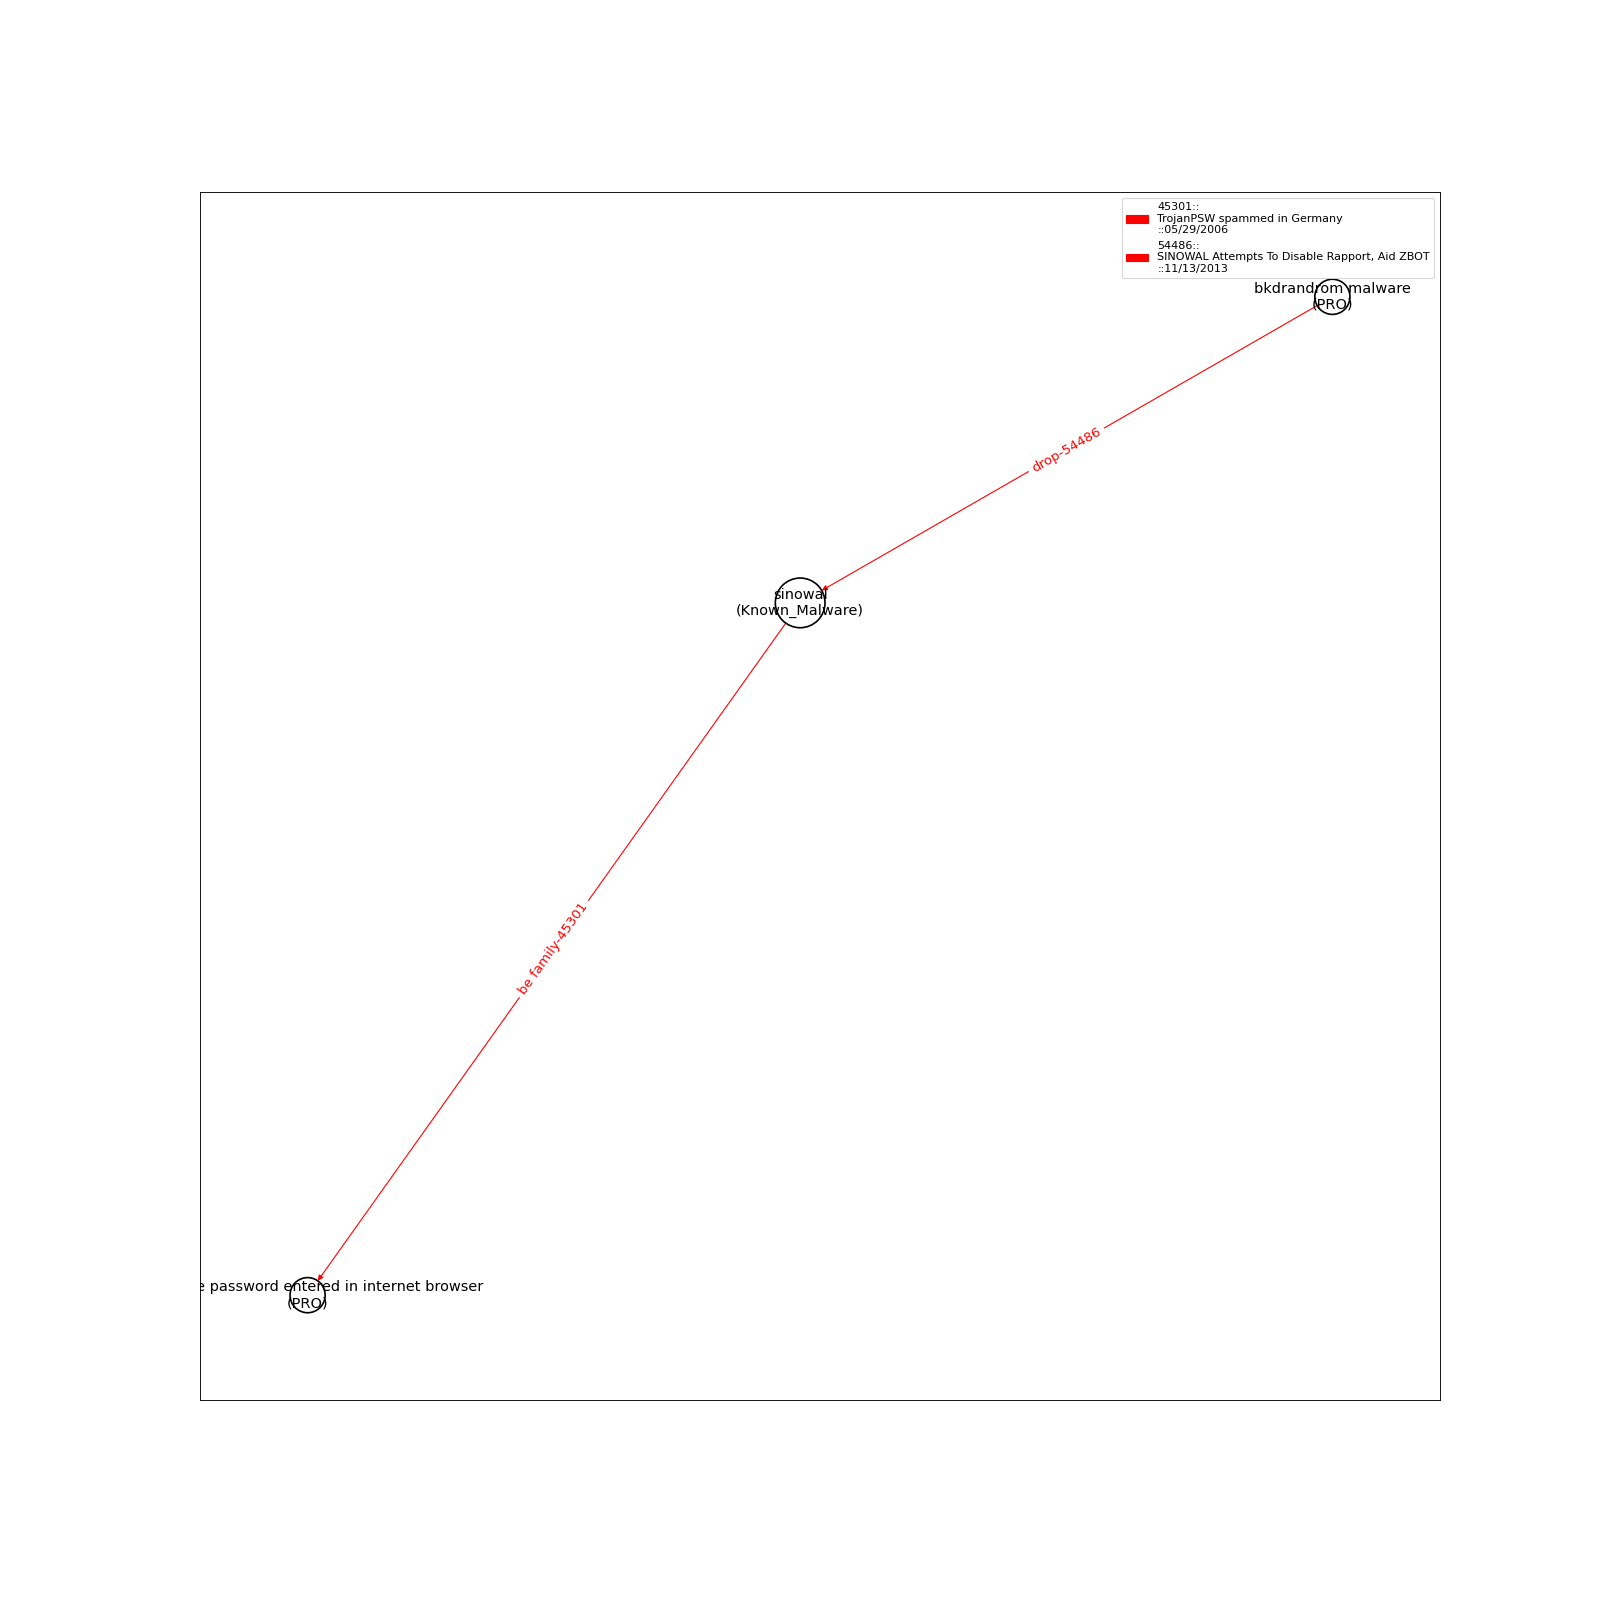 45301::
TrojanPSW spammed in Germany
::05/29/2006
54486::
SINOWAL Attempts To Disable Rapport, Aid ZBOT
::11/13/2013
bkdrandrom malware
(PRO)
drop-54486
sinowal
(Known_Malware)
be family-45301
e password entered in internet browser
(PRO)